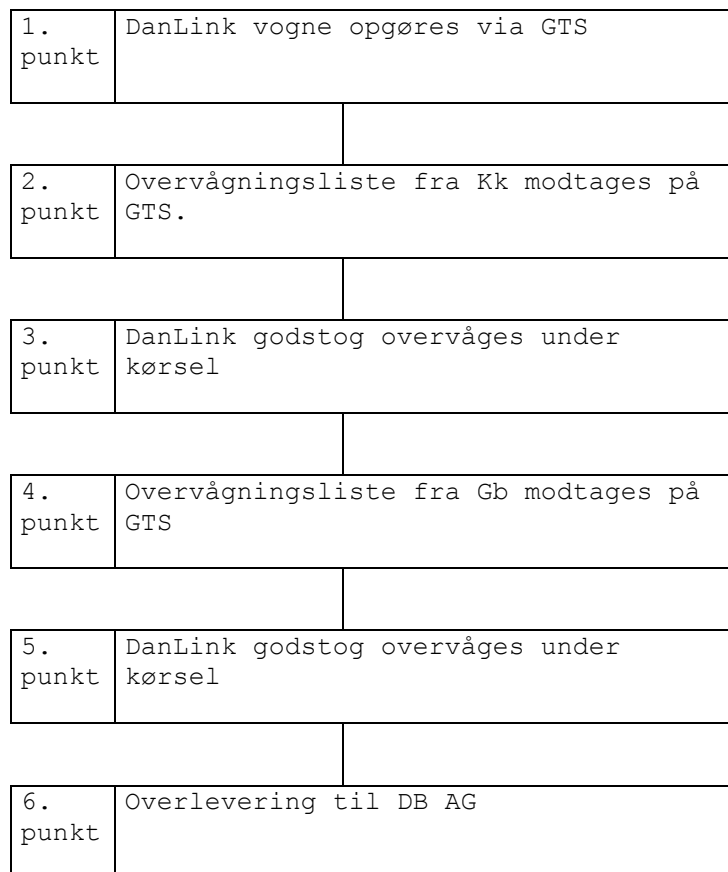 1. DanLink vogne opgøres via GTS
punkt
2. Overvågningsliste fra Kk modtages på
punkt GTS.
3. DanLink godstog overvåges under
punkt kørsel
4. Overvågningsliste fra Gb modtages på
punkt GTS
5. DanLink godstog overvåges under
punkt kørsel
6. Overlevering til DB AG
punkt